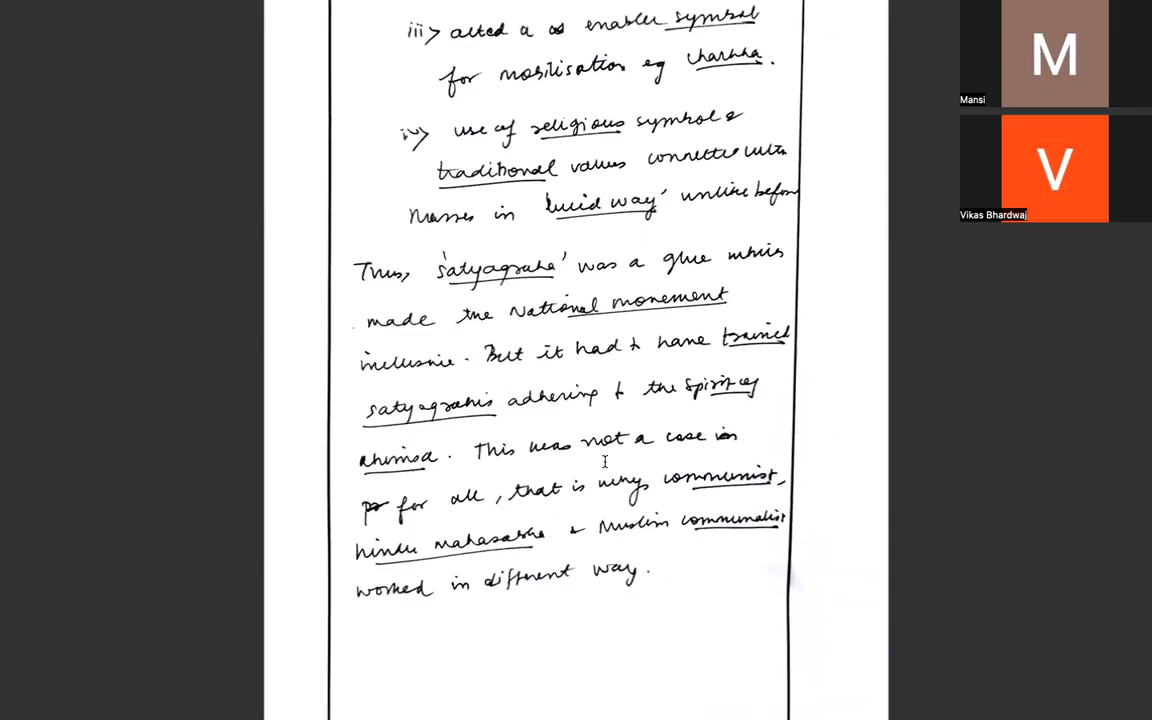 iii> acted a as enabler symbol
for mobilisation eg charkha.
iv> use of religious symbol &
traditional values connette with
Masses in 'lucid way' unlike before
Thus, 'satyagraha' was a glue which
made the National movement
inclusive. But it had to have trained
satyagrahis adhering to the spirit of
ahimsa. This was not a case in
for all, that is why communist,
hindu mahasabha & Muslim communalist
worked in different way.
M
Mansi
V
Vikas Bhardwaj